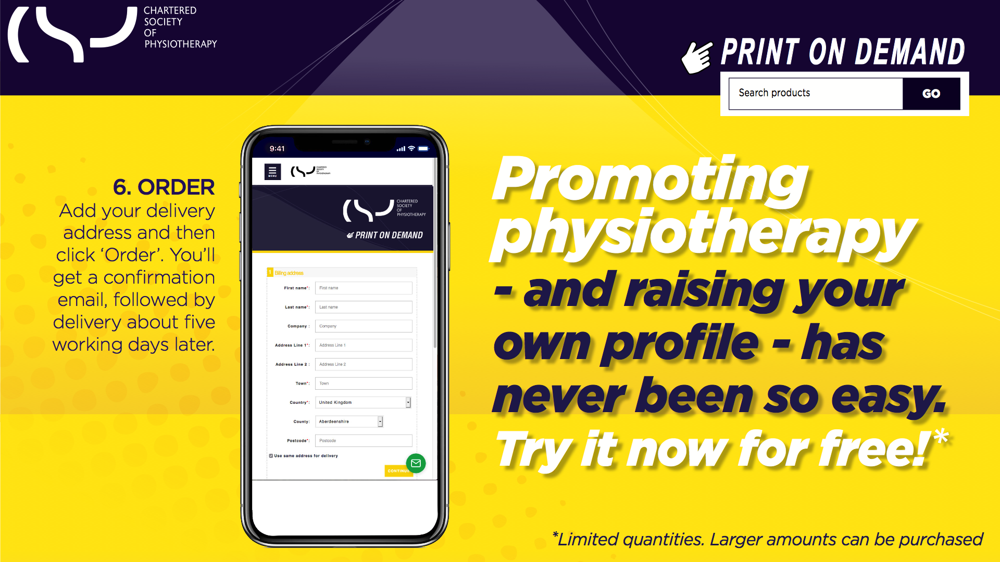 CHARTERED
SOCIETY
OF
PHYSIOTHERAPY
PRINT ON DEMAND
Search products GO
6. ORDER
Add your delivery
address and then
click ‘Order’. You’ll
get a confirmation
email, followed by
delivery about five
working days later.
9:41
MENU
CHARTERED
SOCIETY
OF
PHYSIOTHERAPY
CHARTERED
SOCIETY
OF
PHYSIOTHERAPY
PRINT ON DEMAND
1 Billing address
First name*: First name
Last name*: Last name
Company : Company
Address Line 1*: Address Line 1
Address Line 2 : Address Line 2
Town*: Town
Country*: United Kingdom
County: Aberdeenshire
Postcode*: Postcode
Use same address for delivery
CONTINUE
Promoting
physiotherapy
- and raising your
own profile - has
never been so easy.
Try it now for free!*
*Limited quantities. Larger amounts can be purchased